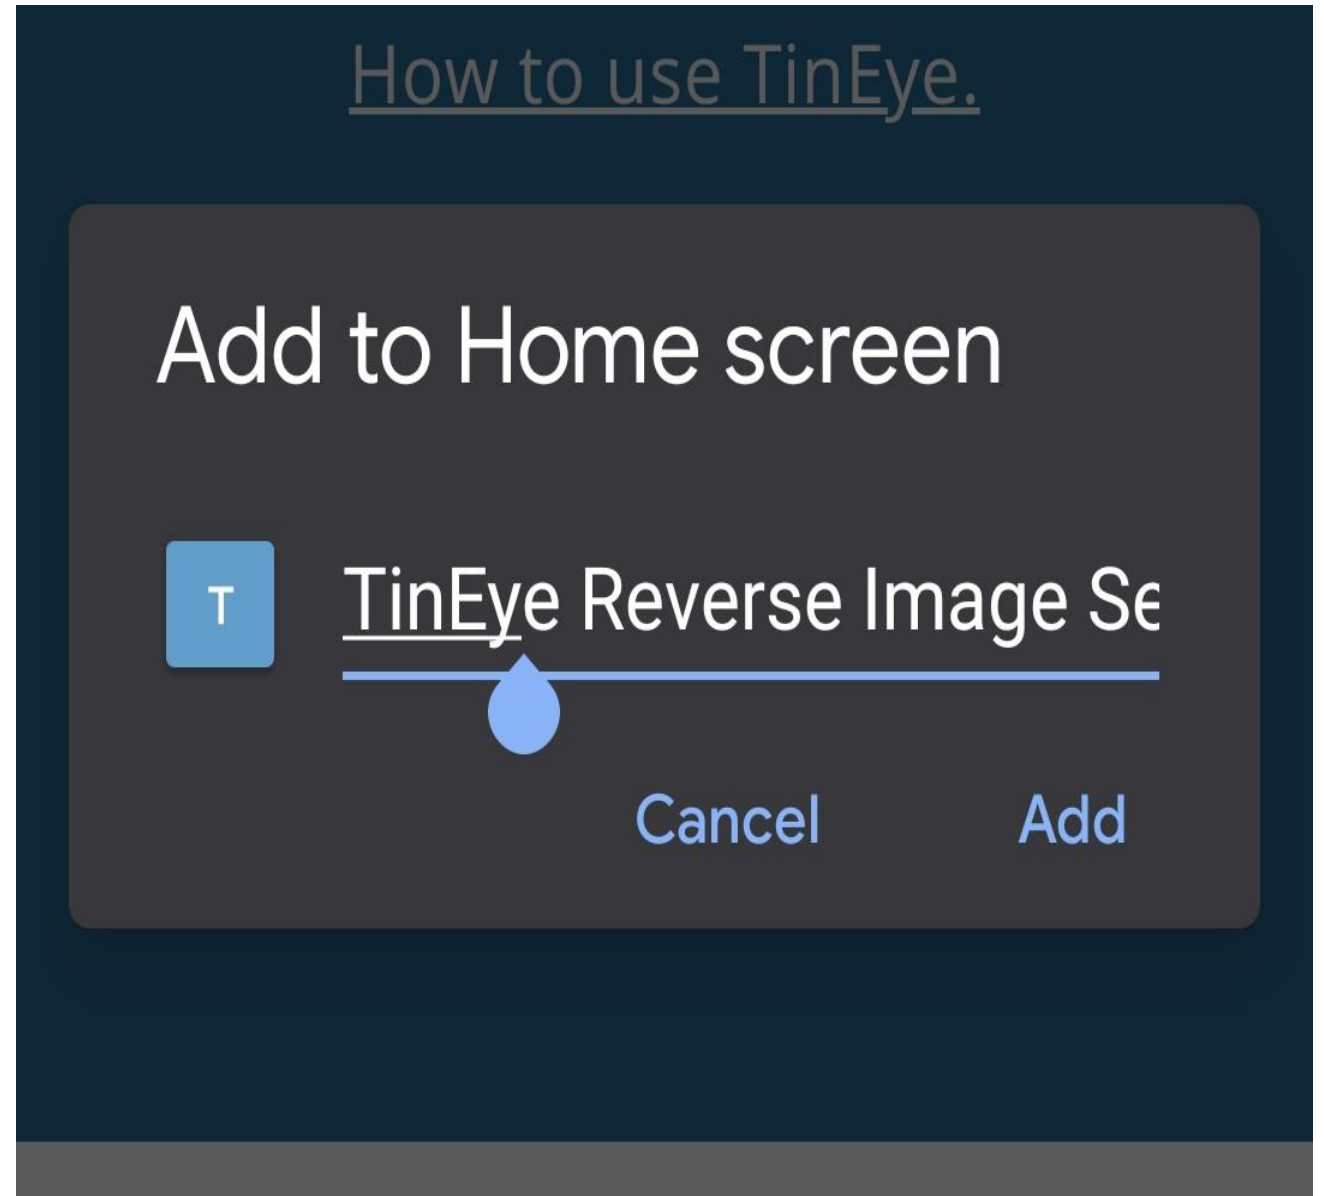 How to use TinEye.
Add to Home screen
T
TinEye Reverse Image Se
Cancel
Add